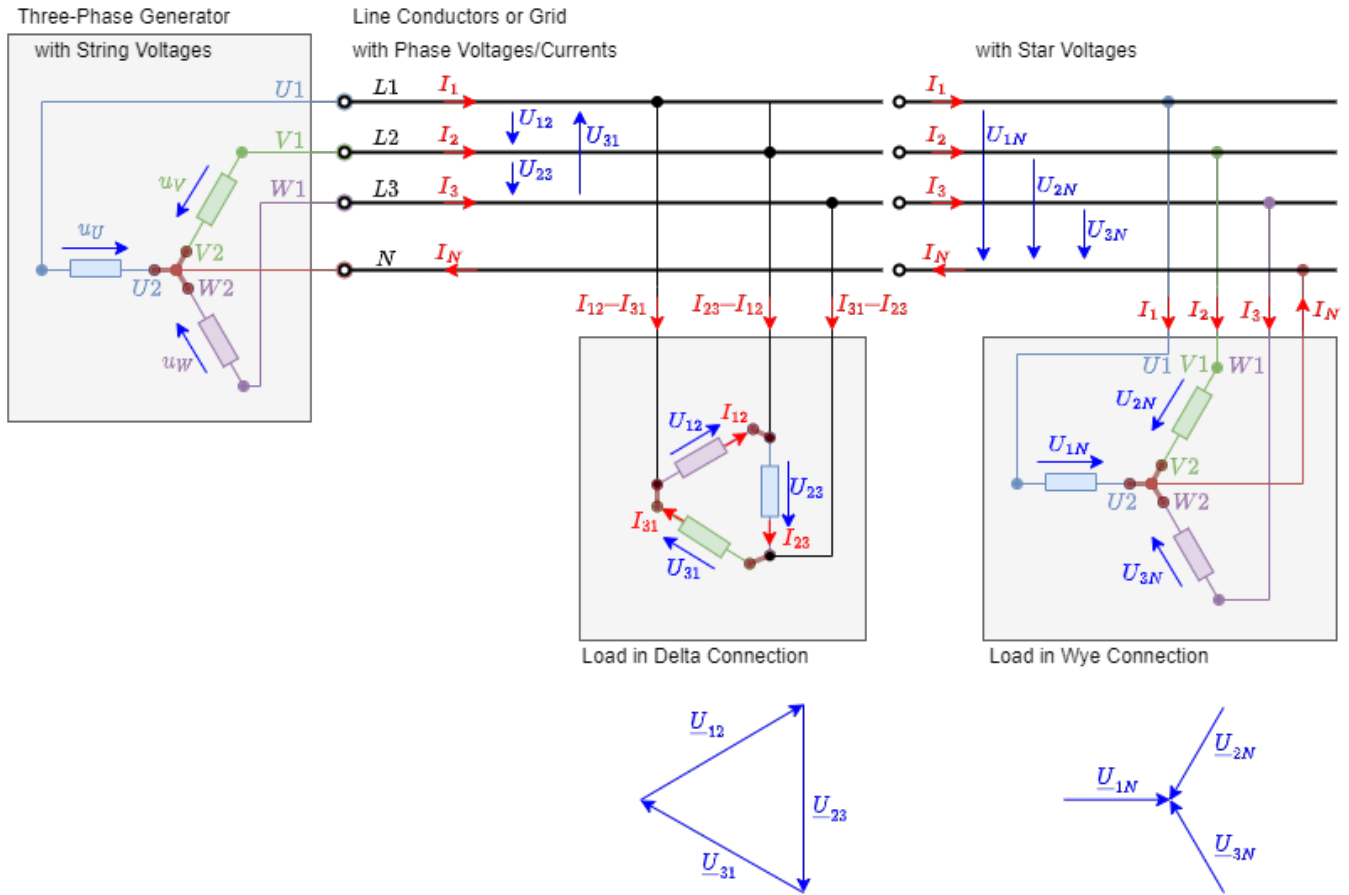 Three-Phase Generator
with String Voltages
Line Conductors or Grid
with Phase Voltages/Currents
with Star Voltages
U1
L1
I1
I1
U12
U31
U1N
V1
L2
I2
I2
uV
U23
U2N
W1
L3
I3
I3
uU
U3N
V2
N
IN
IN
U2
W2
uW
I12–I31
I23–I12
I31–I23
I1
I2
I3
IN
U1
V1
W1
U12
I12
U2N
U1N
U23
V2
U2
W2
I31
I23
U31
U3N
Load in Delta Connection
Load in Wye Connection
U12
U23
U31
U1N
U2N
U3N